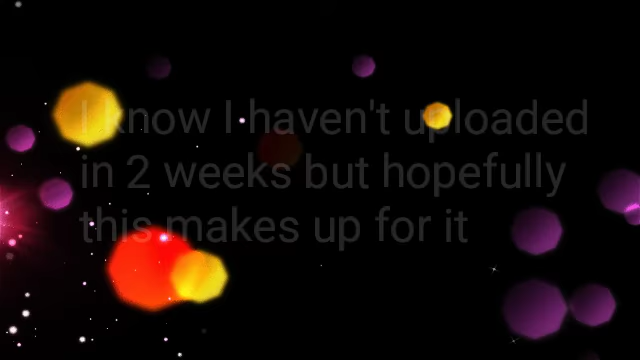 I know I haven't uploaded
in 2 weeks but hopefully
this makes up for it